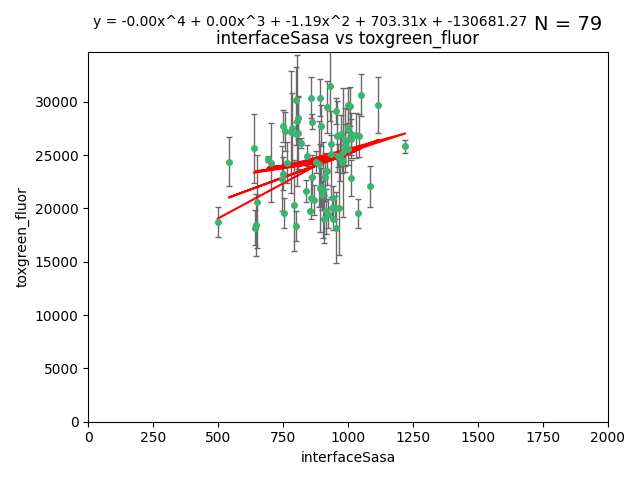 y = -0.00x^4 + 0.00x^3 + -1.19x^2 + 703.31x + -130681.27 N = 79
interfaceSasa vs toxgreen_fluor
30000
25000
20000
15000
10000
5000
0
toxgreen_fluor
0 250 500 750 1000 1250 1500 1750 2000
interfaceSasa